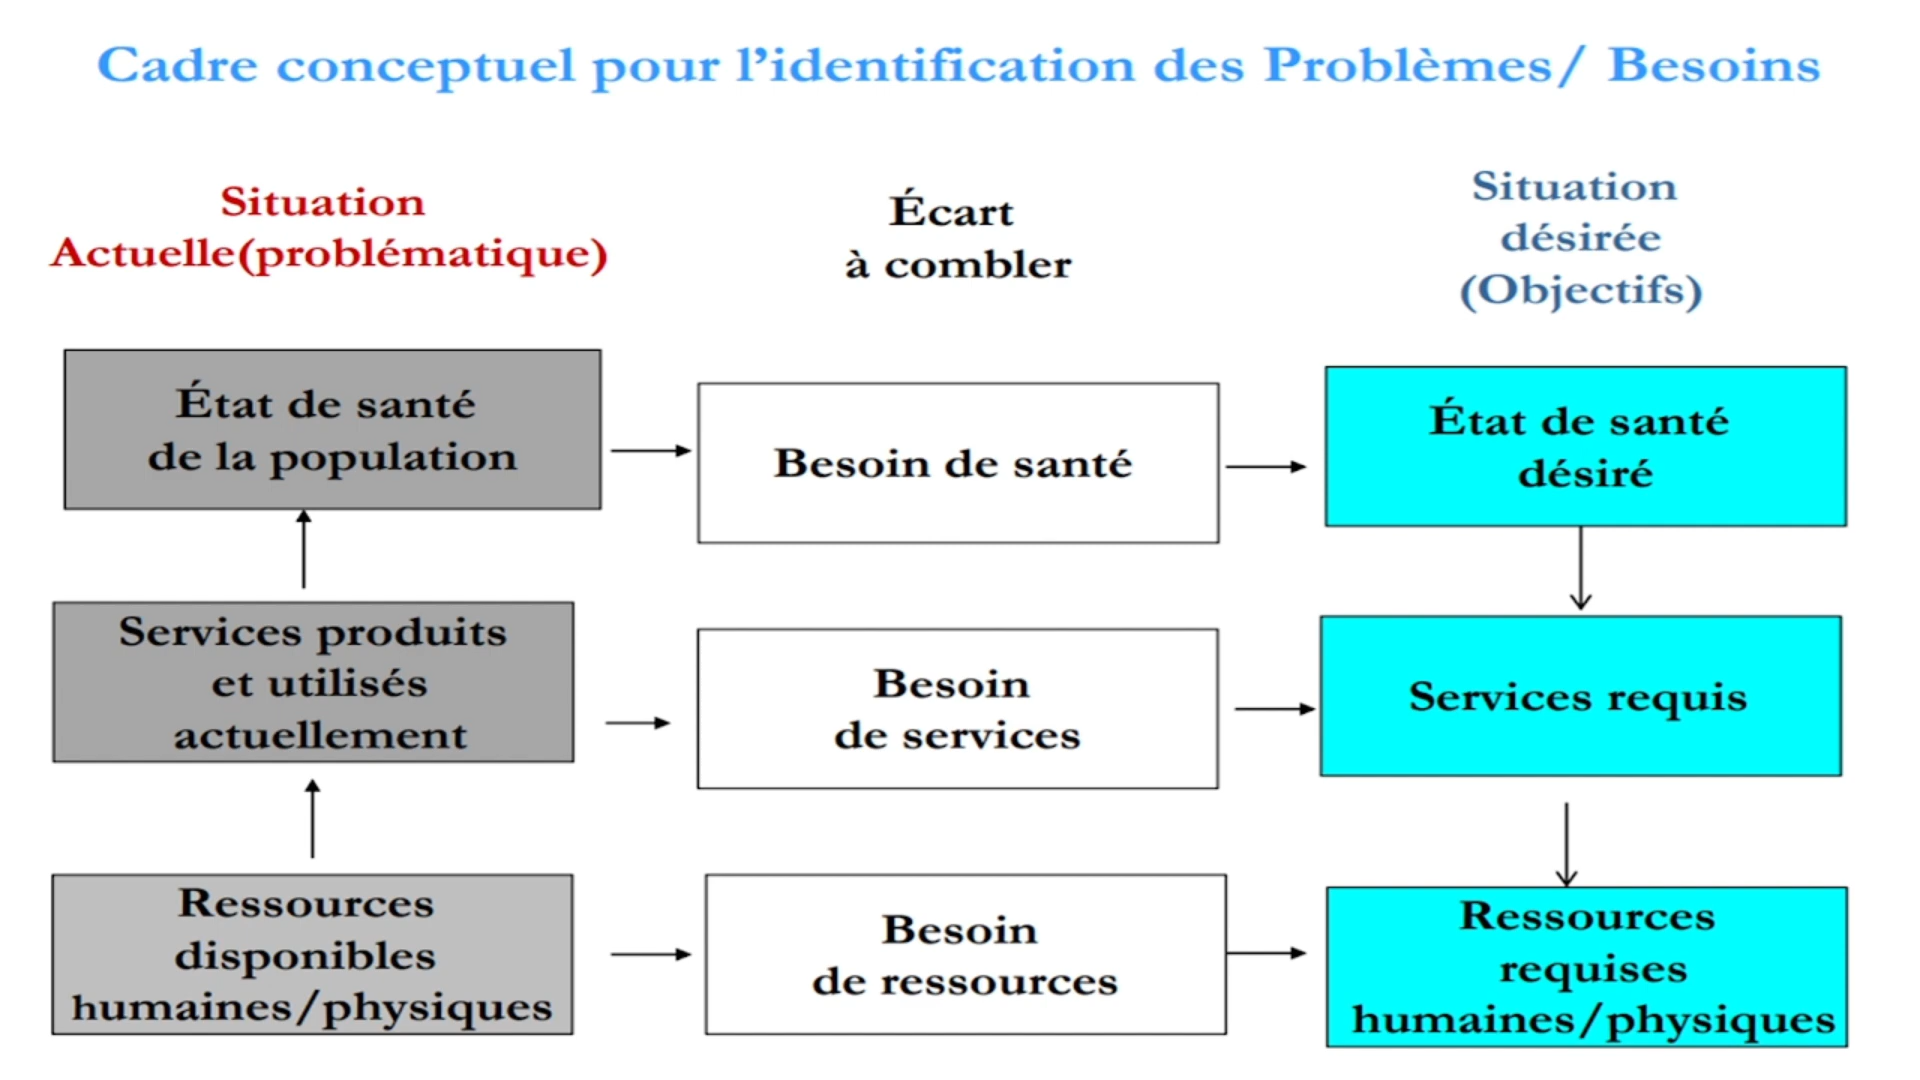 Cadre conceptuel pour l’identification des Problèmes/ Besoins
Situation
Actuelle(problématique)
Écart
à combler
Situation
désirée
(Objectifs)
État de santé
de la population
Besoin de santé
État de santé
désiré
Services produits
et utilisés
actuellement
Besoin
de services
Services requis
Ressources
disponibles
humaines/physiques
Besoin
de ressources
Ressources
requises
humaines/physiques